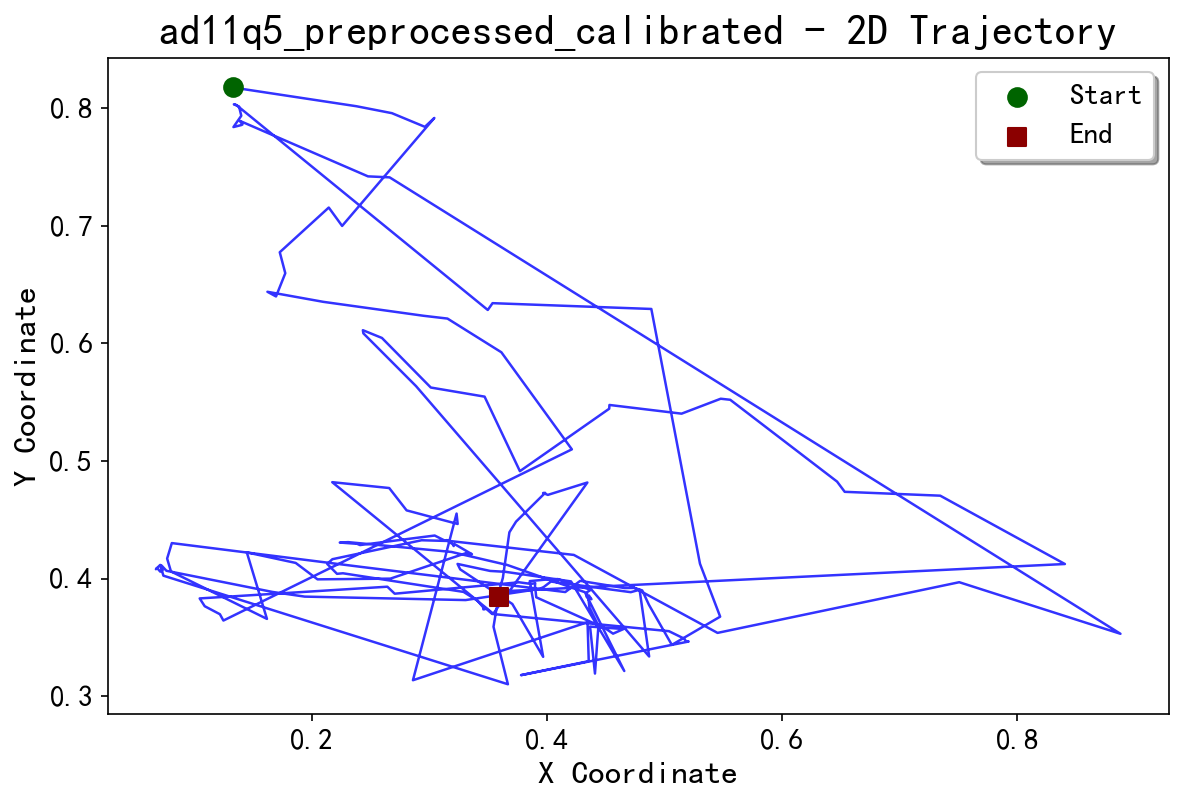 ad11q5_preprocessed_calibrated - 2D Trajectory
Start
End
Y Coordinate
0.8
0.7
0.6
0.5
0.4
0.3
0.2
0.4
0.6
0.8
X Coordinate